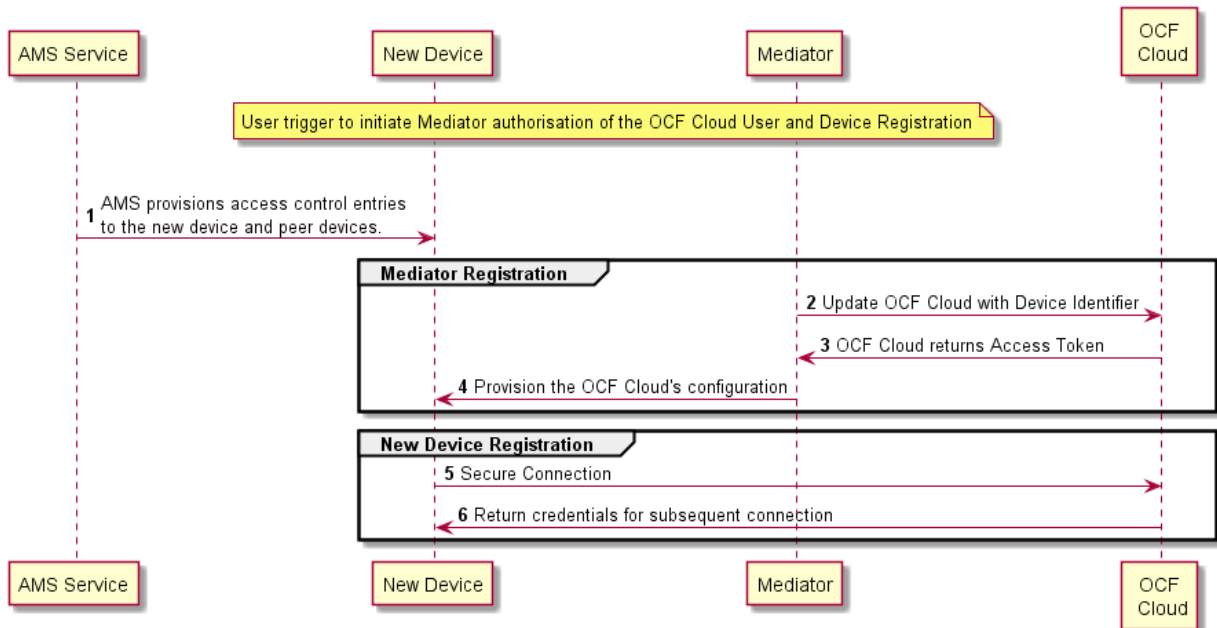 AMS Service
New Device
Mediator
OCF
Cloud
User trigger to initiate Mediator authorisation of the OCF Cloud User and Device Registration
1 AMS provisions access control entries
to the new device and peer devices.
Mediator Registration
2 Update OCF Cloud with Device Identifier
3 OCF Cloud returns Access Token
4 Provision the OCF Cloud's configuration
New Device Registration
5 Secure Connection
6 Return credentials for subsequent connection
AMS Service
New Device
Mediator
OCF
Cloud